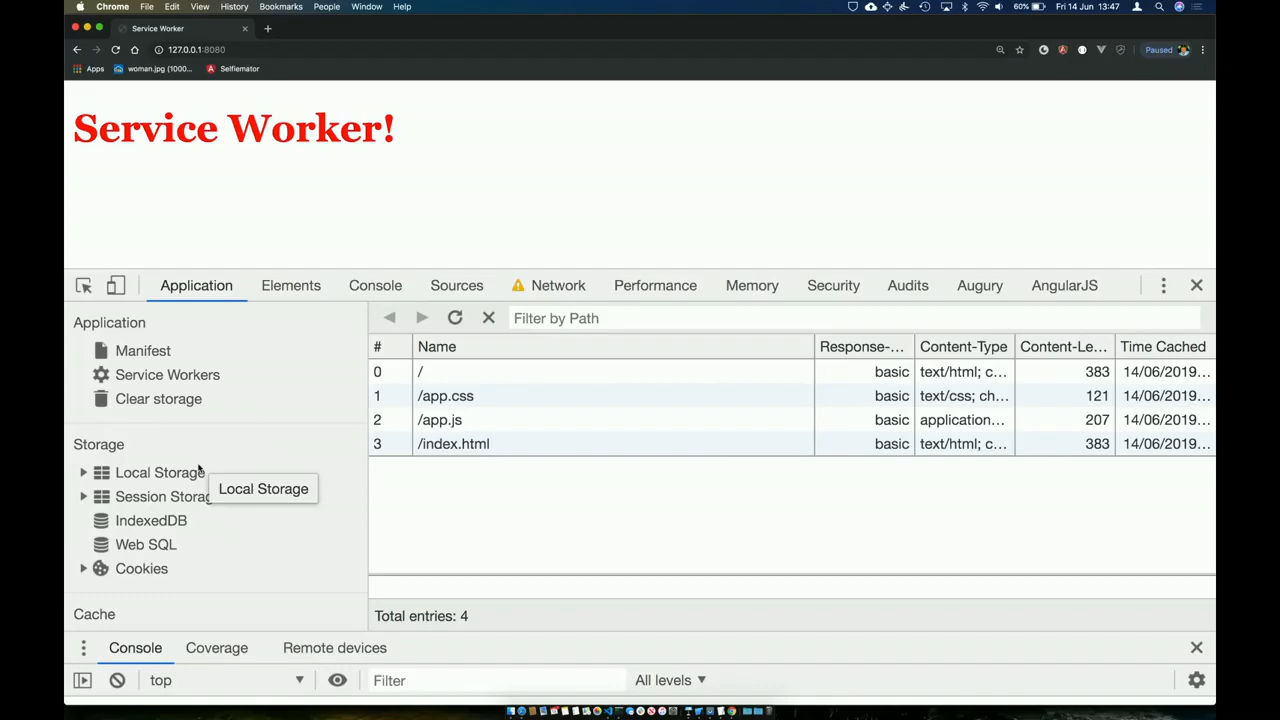 Chrome File Edit View History Bookmarks People Window Help 60% Fri 14 Jun 13:47
Service Worker
127.0.0.1:8080 Paused
Apps woman.jpg (1000... Selfiemator
Service Worker!
Application Elements Console Sources Network Performance Memory Security Audits Augury AngularJS
Application
Manifest
Service Workers
Clear storage
Storage
Local Storage
Session Storag
Local Storage
IndexedDB
Web SQL
Cookies
Cache
Filter by Path
# Name Response-... Content-Type Content-Le... Time Cached
0 / basic text/html; c... 383 14/06/2019...
1 /app.css basic text/css; ch... 121 14/06/2019...
2 /app.js basic application... 207 14/06/2019...
3 /index.html basic text/html; c... 383 14/06/2019...
Total entries: 4
Console Coverage Remote devices
top Filter All levels